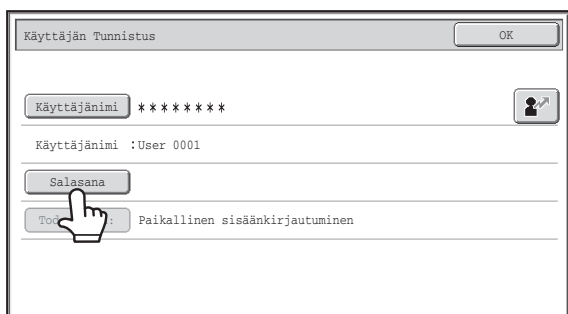 Käyttäjän Tunnistus OK
Käyttäjänimi ********
Käyttäjänimi :User 0001
Salasana
Paikallinen sisäänkirjautuminen